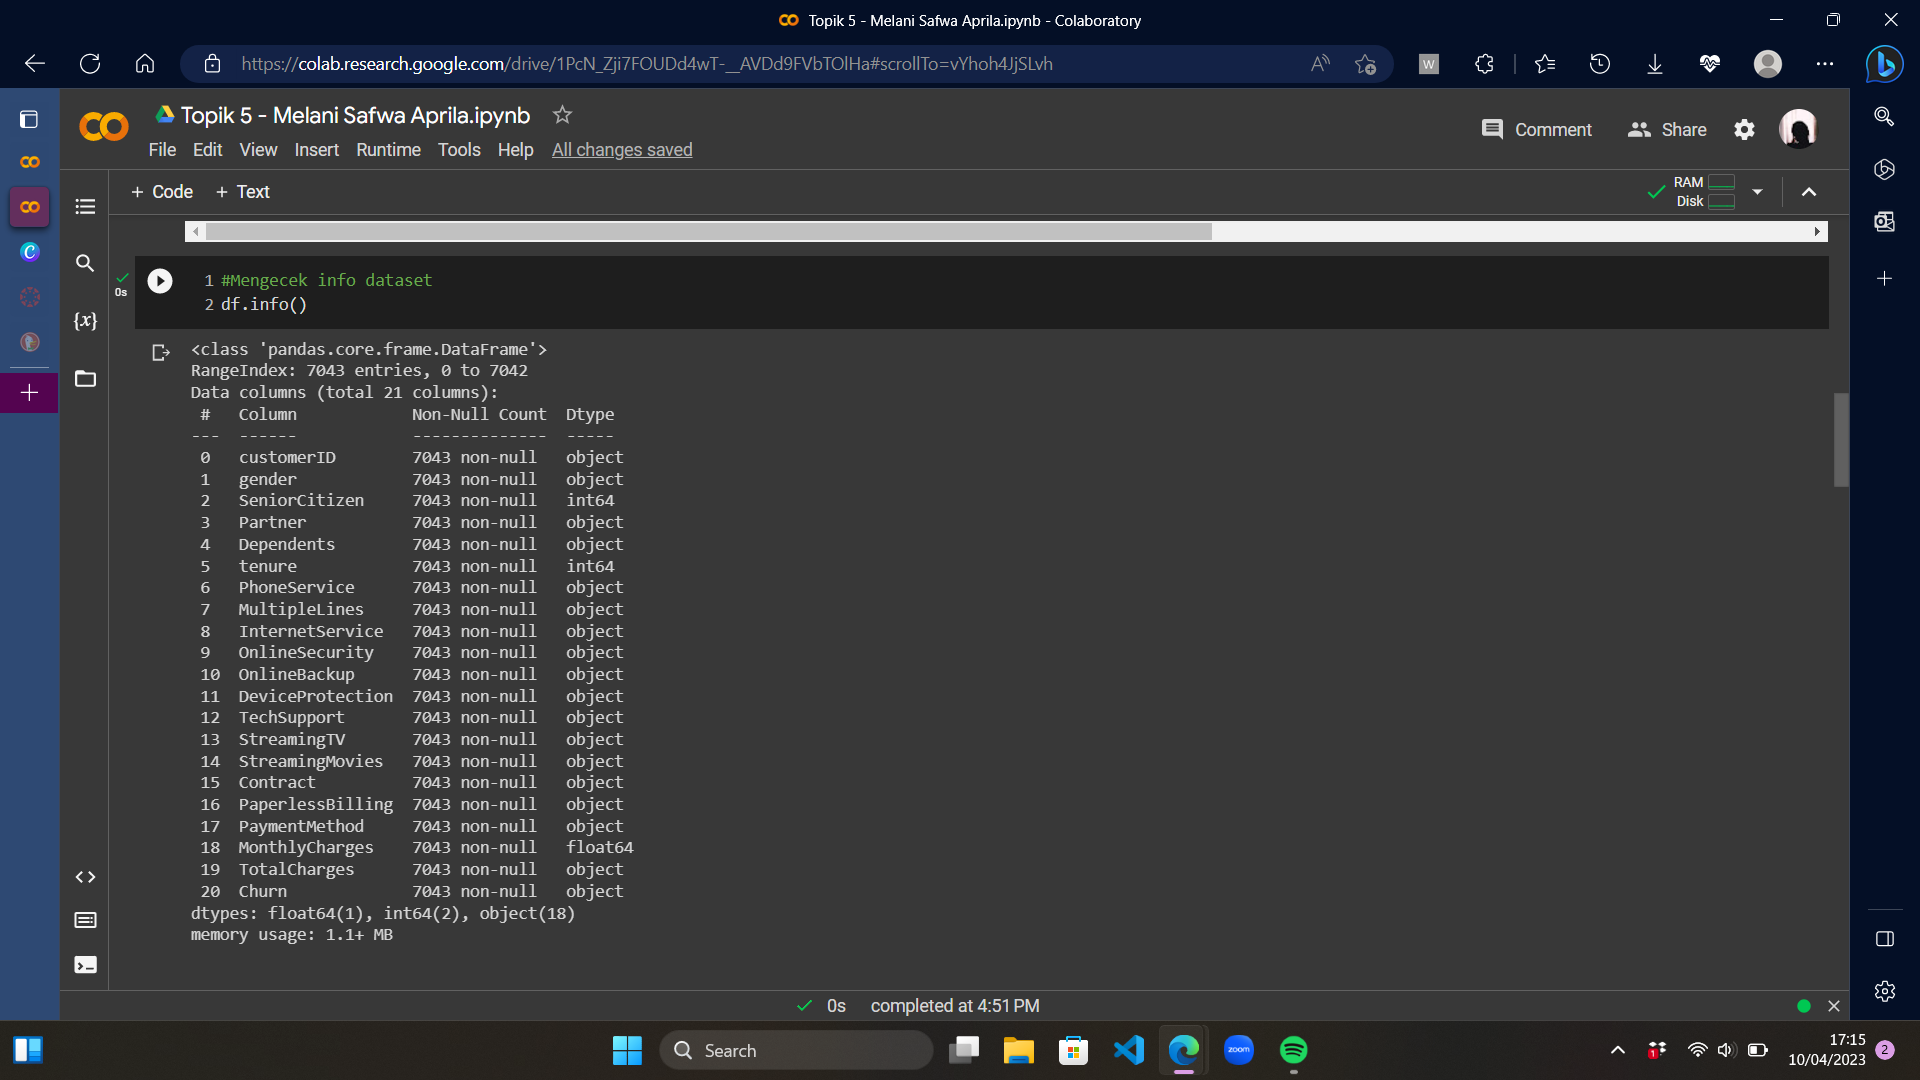 Topik 5 - Melani Safwa Aprila.ipynb - Colaboratory
https://colab.research.google.com/drive/1PcN_Zji7FOUDd4wT-__AVDd9FVbTOlHa#scrollTo=vYhoh4JjSLvh
Topik 5 - Melani Safwa Aprila.ipynb
Comment
Share
File Edit View Insert Runtime Tools Help All changes saved
+ Code + Text
RAM
Disk
0s
1 #Mengecek info dataset
2 df.info()
<class 'pandas.core.frame.DataFrame'>
RangeIndex: 7043 entries, 0 to 7042
Data columns (total 21 columns):
# Column Non-Null Count Dtype
--- ------ -------------- -----
0 customerID 7043 non-null object
1 gender 7043 non-null object
2 SeniorCitizen 7043 non-null int64
3 Partner 7043 non-null object
4 Dependents 7043 non-null object
5 tenure 7043 non-null int64
6 PhoneService 7043 non-null object
7 MultipleLines 7043 non-null object
8 InternetService 7043 non-null object
9 OnlineSecurity 7043 non-null object
10 OnlineBackup 7043 non-null object
11 DeviceProtection 7043 non-null object
12 TechSupport 7043 non-null object
13 StreamingTV 7043 non-null object
14 StreamingMovies 7043 non-null object
15 Contract 7043 non-null object
16 PaperlessBilling 7043 non-null object
17 PaymentMethod 7043 non-null object
18 MonthlyCharges 7043 non-null float64
19 TotalCharges 7043 non-null object
20 Churn 7043 non-null object
dtypes: float64(1), int64(2), object(18)
memory usage: 1.1+ MB
0s completed at 4:51 PM
Search
zoom
1
17:15
10/04/2023
2